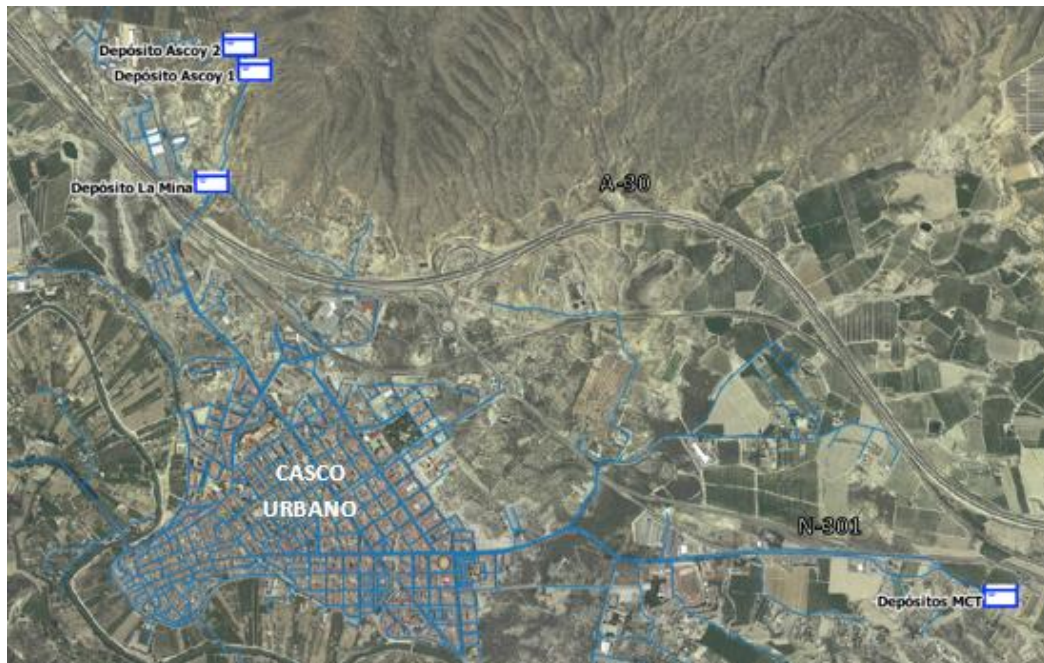 Depósito Ascoy 2
Depósito Ascoy 1
Depósito La Mina
A-30
CASCO
URBANO
N-301
Depósitos MCT